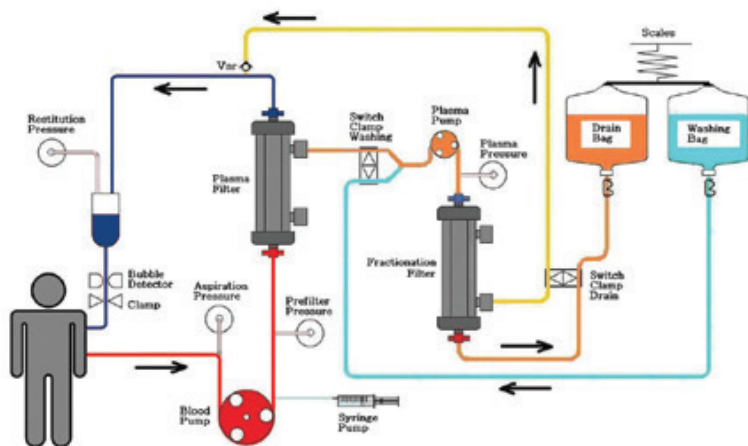 Scales
Var
Restitution
Pressure
Switch
Clamp
Washing
Plasma
Pump
Plasma
Pressure
Drain
Bag
Washing
Bag
Plasma
Filter
Fractionation
Filter
Switch
Clamp
Drain
Bubble
Detector
Clamp
Aspiration
Pressure
Prefilter
Pressure
Blood
Pump
Syringe
Pump